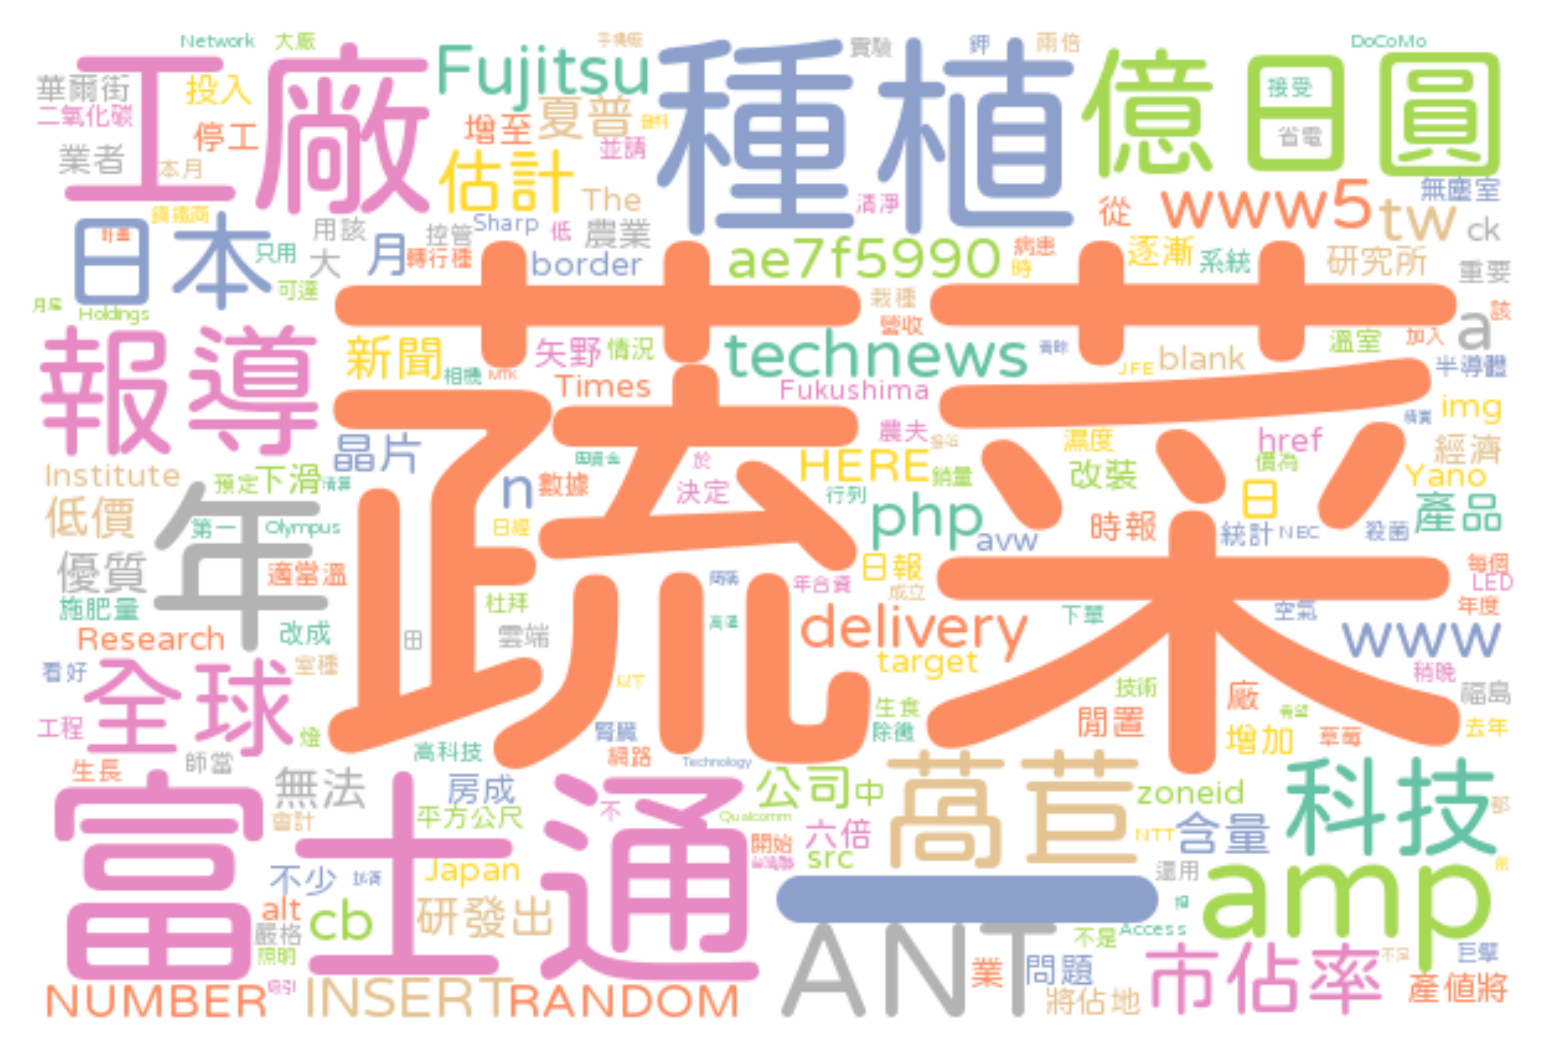 Network
大廠
華爾街
二氧化碳
投入
工廠
停工
業者
本月
Fujitsu
增至
夏普
估計
並請
The
實驗
鉀
兩倍
DoCoMo
種植
清淨
億日圓
接受
省電
從
www5
無塵室
tw
ck
日本
只用
可達
用該
大
月
控管
Sharp
低
農業
轉行種
border
ae7f5990
病患
時
逐漸
系統
研究所
重要
Holdings
蔬菜
栽種
營收
報導
新聞
相機
矢野
情況
Times
technews
Fukushima
JFE
blank
溫室
加入
a
該
半導體
img
晶片
農夫
濕度
href
價為
經濟
Institute
預定
下滑
低價
n
數據
於
決定
HERE
銷量
行列
改裝
日
Yano
產品
年
第一
Olympus
日經
php
avw
時報
統計
NEC
殺菌
優質
適當溫
施肥量
Research
改成
田
杜拜
雲端
年合資
日報
成立
delivery
target
下單
空氣
每個
LED
年度
www
看好
全球
室種
工程
燈
師當
生長
高科技
腎臟
網路
Technology
生食
除黴
技術
閒置
廠
增加
草莓
稍晚
福島
去年
富士通
無法
房成
會計
平方公尺
不
公司
中
Qualcomm
開始
六倍
src
萵苣
zoneid
NTT
含量
科技
不少
Japan
alt
cb
嚴格
照明
研發出
一
還用
amp
Access
不是
NUMBER
吸引
INSERT
RANDOM
ANT
業
問題
將佔地
市佔率
巨擘
產值將